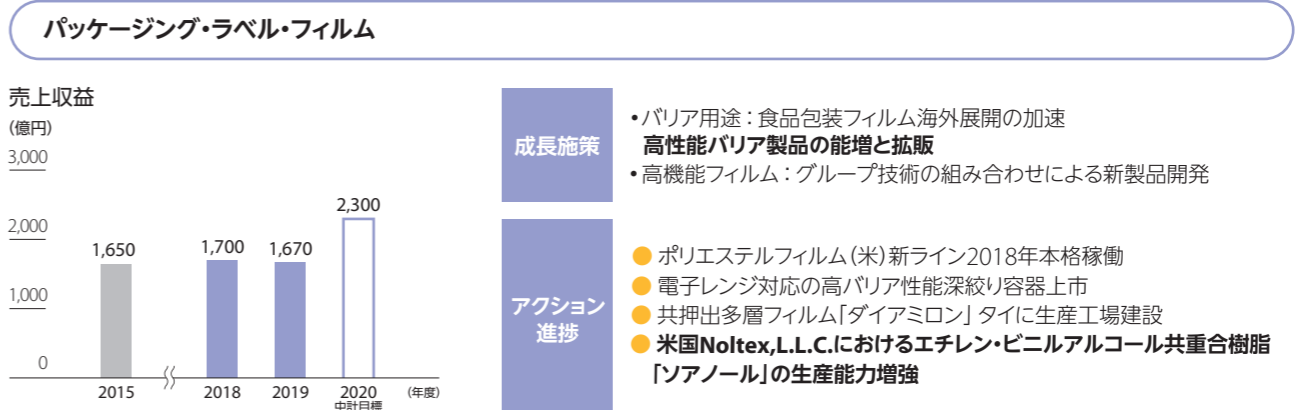 パッケージング・ラベル・フィルム
売上収益
(億円)
3,000
2,000
1,000
0
1,650
1,700
1,670
2,300
2015
2018
2019
2020
中計目標
(年度)
成長施策
•バリア用途：食品包装フィルム海外展開の加速
高性能バリア製品の能増と拡販
•高機能フィルム：グループ技術の組み合わせによる新製品開発
アクション
進捗
● ポリエステルフィルム（米）新ライン2018年本格稼働
● 電子レンジ対応の高バリア性能深絞り容器上市
● 共押出多層フィルム「ダイアミロン」 タイに生産工場建設
● 米国Noltex,L.L.C.におけるエチレン・ビニルアルコール共重合樹脂
「ソアノール」の生産能力増強